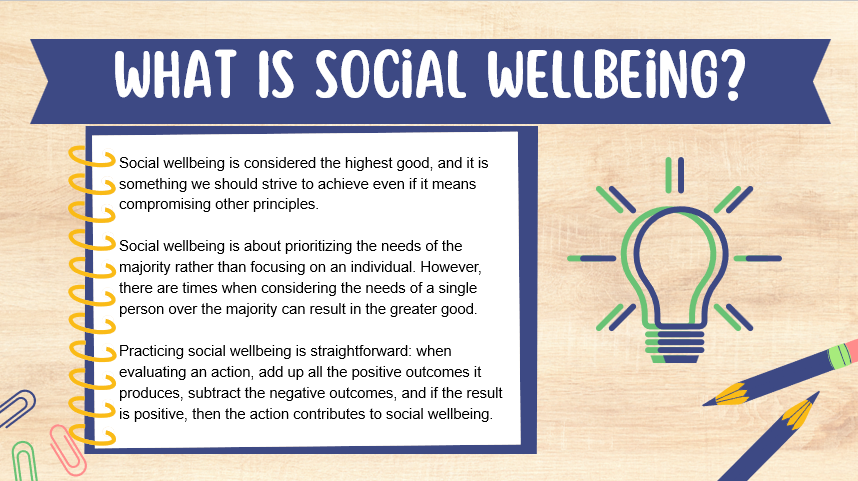 WHAT IS SOCIAL WELLBEING?
Social wellbeing is considered the highest good, and it is
something we should strive to achieve even if it means
compromising other principles.
Social wellbeing is about prioritizing the needs of the
majority rather than focusing on an individual. However,
there are times when considering the needs of a single
person over the majority can result in the greater good.
Practicing social wellbeing is straightforward: when
evaluating an action, add up all the positive outcomes it
produces, subtract the negative outcomes, and if the result
is positive, then the action contributes to social wellbeing.